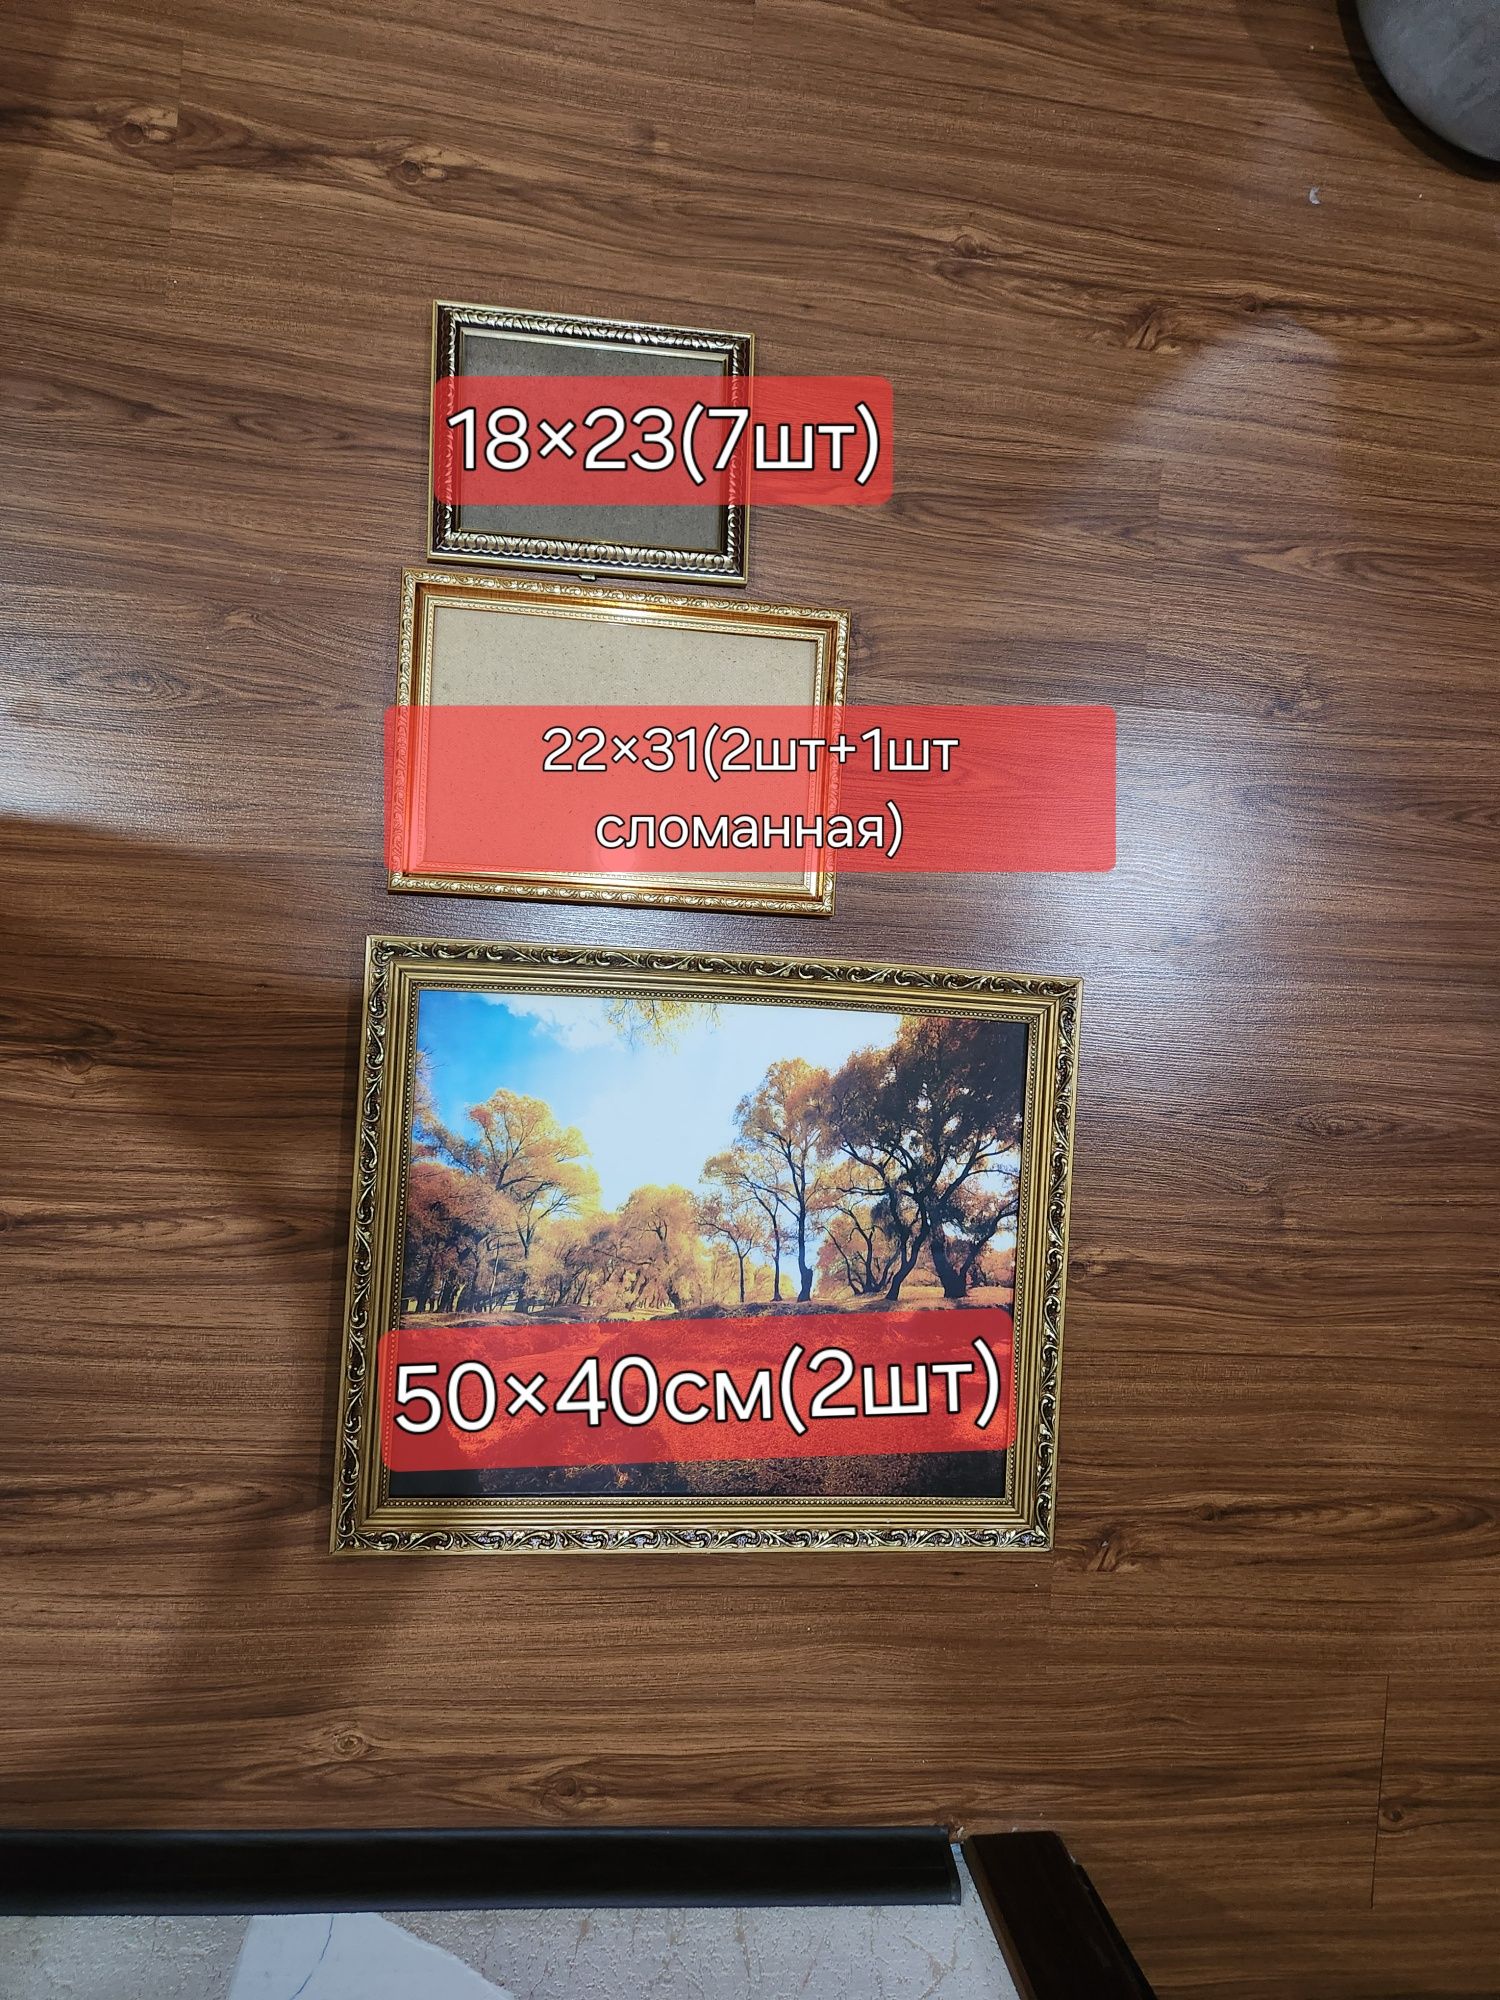 18×23(7шт)
22×31(2шт+1шт
сломанная)
50×40см(2шт)